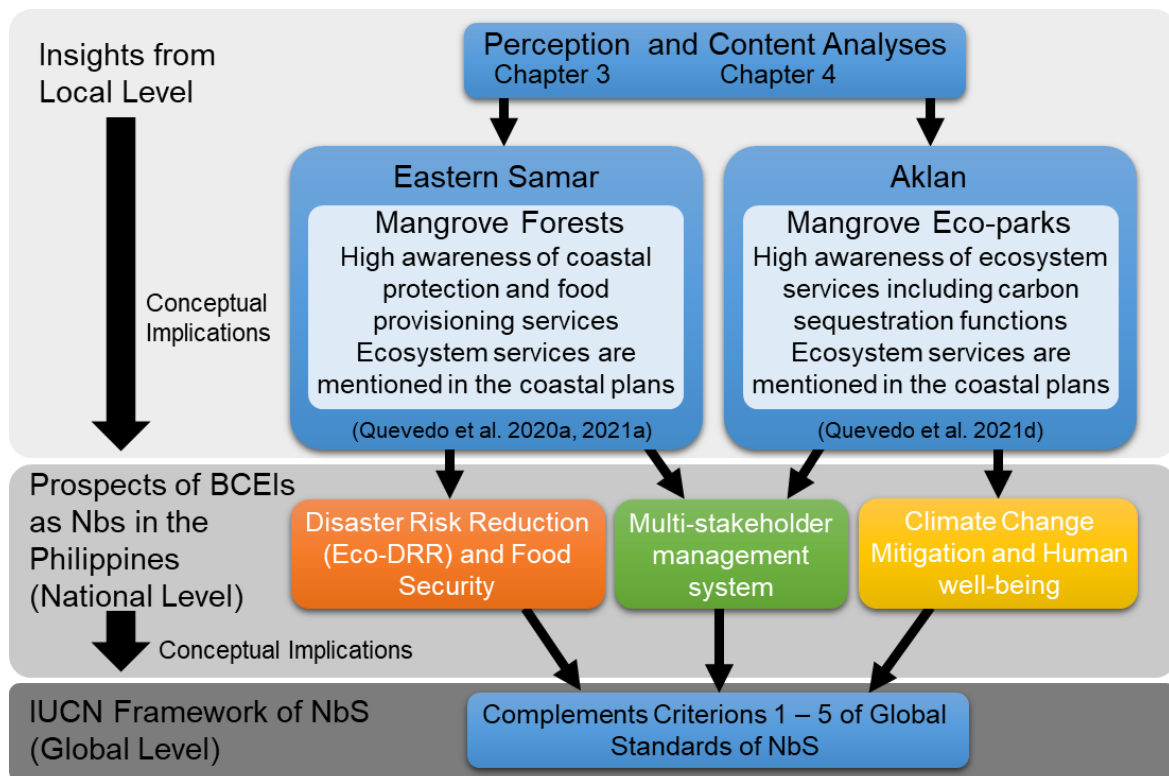 Insights from
Local Level
Perception and Content Analyses
Chapter 3 Chapter 4
Eastern Samar
Mangrove Forests
High awareness of coastal
protection and food
provisioning services
Ecosystem services are
mentioned in the coastal plans
(Quevedo et al. 2020a, 2021a)
Aklan
Mangrove Eco-parks
High awareness of ecosystem
services including carbon
sequestration functions
Ecosystem services are
mentioned in the coastal plans
(Quevedo et al. 2021d)
Conceptual
Implications
Prospects of BCEIs
as Nbs in the
Philippines
(National Level)
Disaster Risk Reduction
(Eco-DRR) and Food
Security
Multi-stakeholder
management
system
Climate Change
Mitigation and Human
well-being
Conceptual Implications
IUCN Framework of NbS
(Global Level)
Complements Criterions 1 – 5 of Global
Standards of NbS